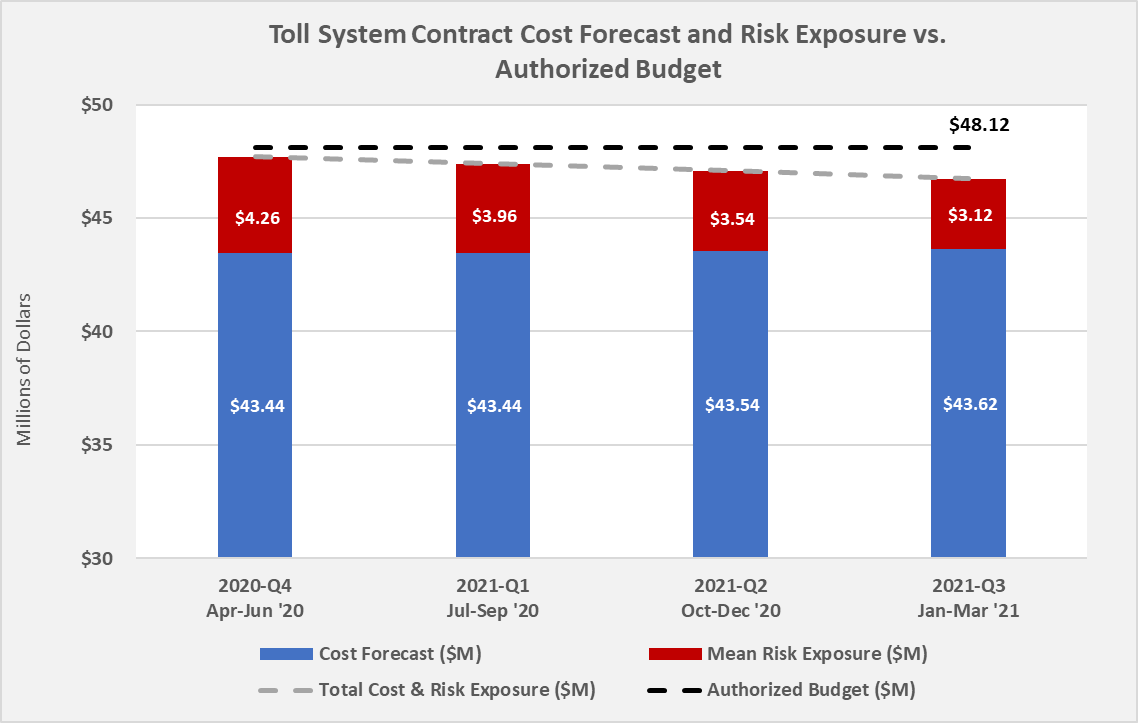 Toll System Contract Cost Forecast and Risk Exposure vs.
Authorized Budget
$50
$48.12
$45
$4.26
$3.96
$3.54
$3.12
$40
Millions of Dollars
$43.44
$43.44
$43.54
$43.62
$35
$30
2020-Q4
Apr-Jun '20
2021-Q1
Jul-Sep '20
2021-Q2
Oct-Dec '20
2021-Q3
Jan-Mar '21
Cost Forecast ($M)
Mean Risk Exposure ($M)
Total Cost & Risk Exposure ($M)
Authorized Budget ($M)